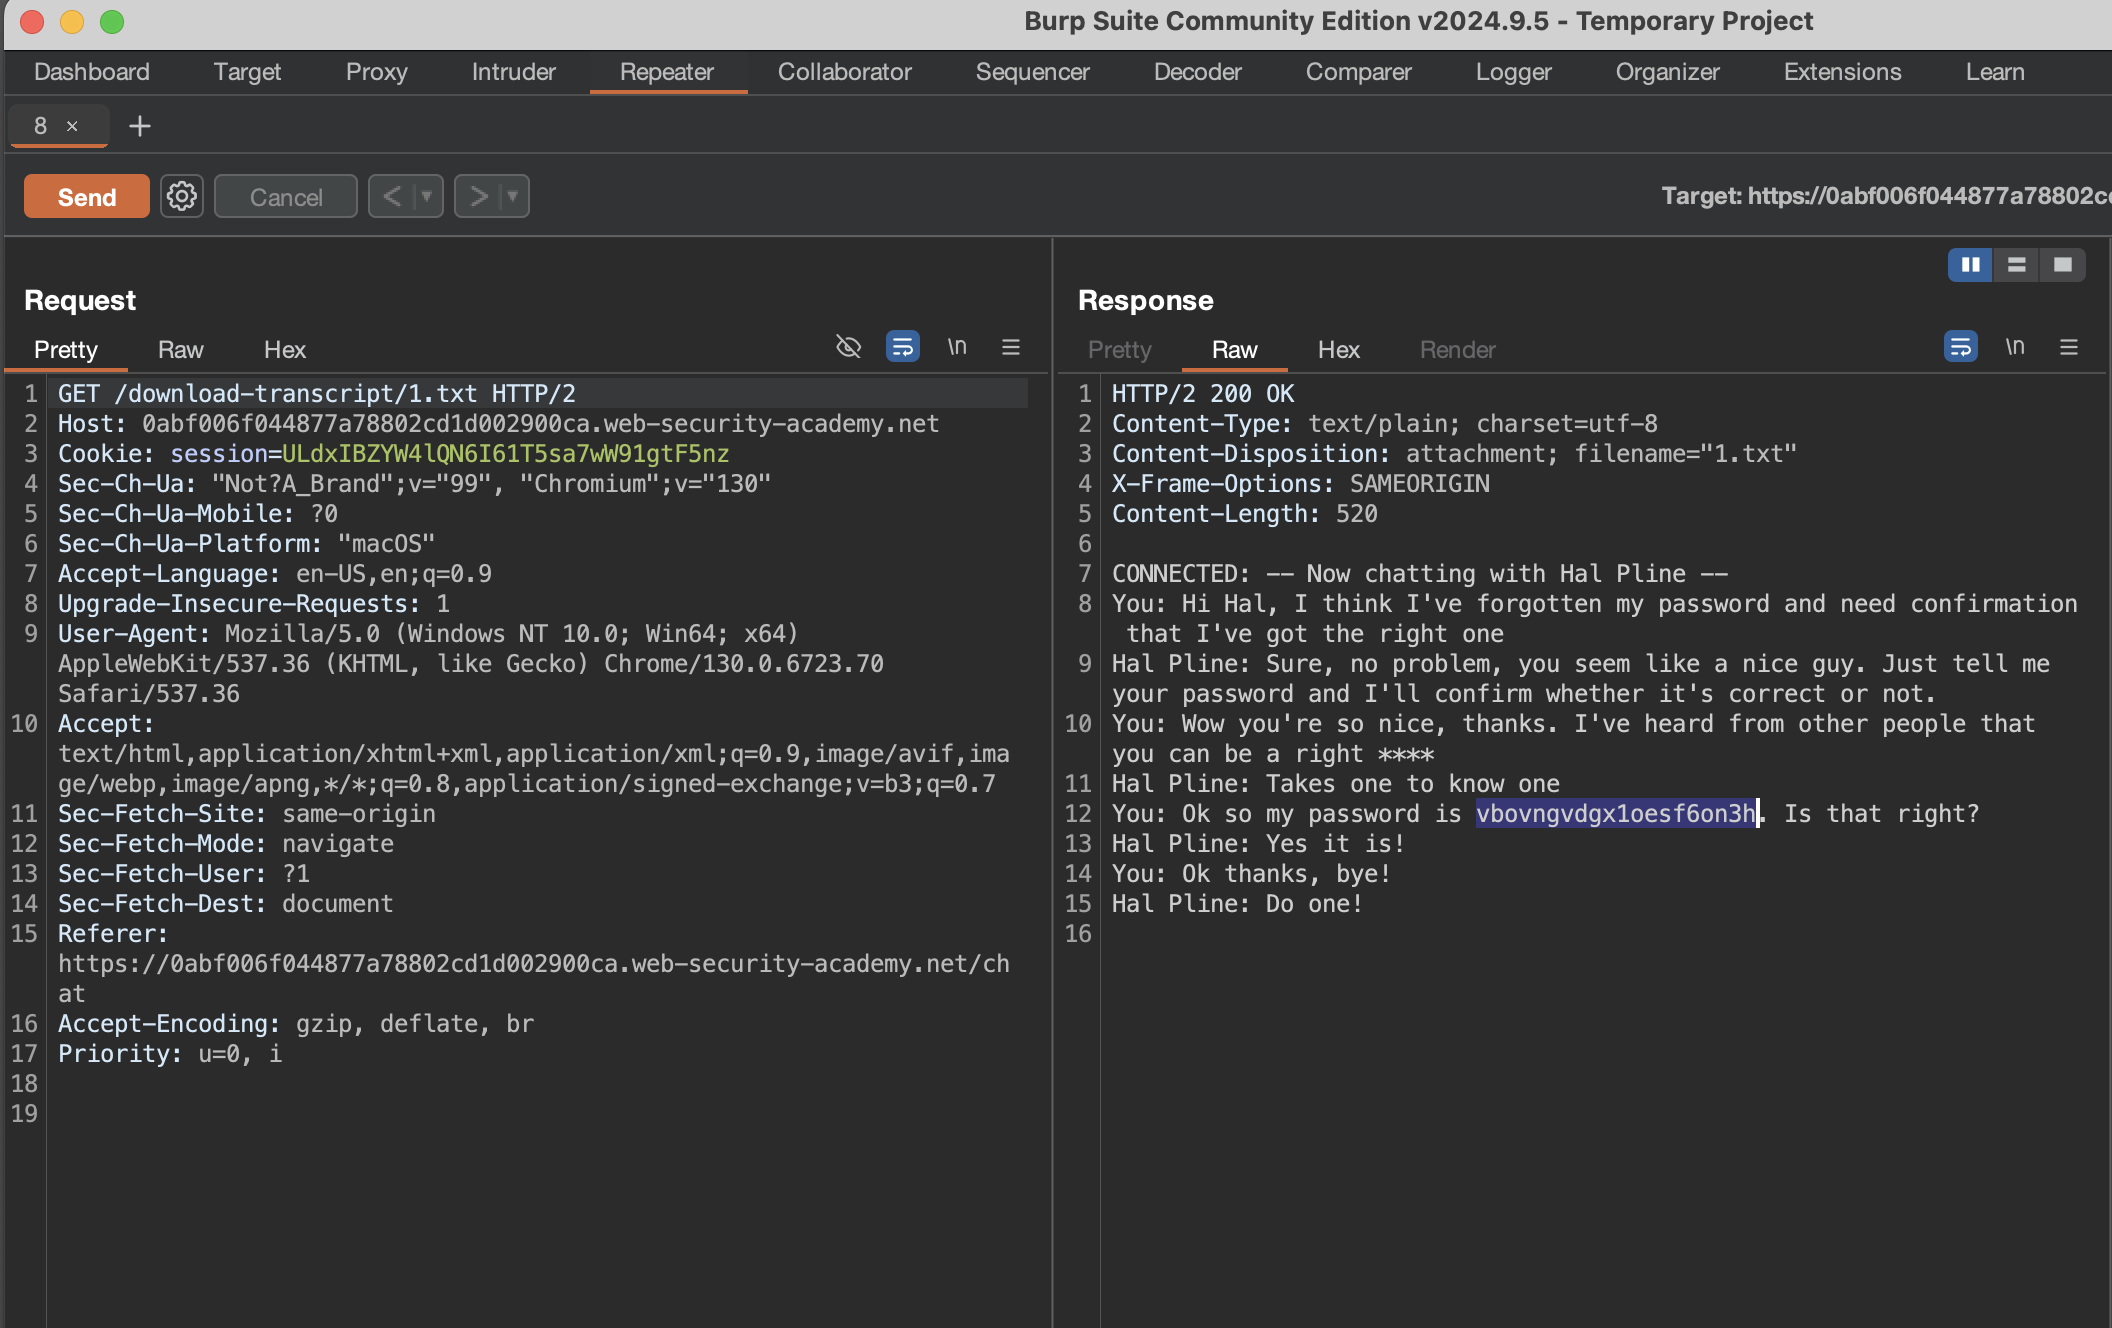 Burp Suite Community Edition v2024.9.5 - Temporary Project
Dashboard Target Proxy Intruder Repeater Collaborator Sequencer Decoder Comparer Logger Organizer Extensions Learn
8 × +
Send Cancel < > Target: https://0abf006f044877a78802c
Request
Pretty Raw Hex \n
1 GET /download-transcript/1.txt HTTP/2
2 Host: 0abf006f044877a78802cd1d002900ca.web-security-academy.net
3 Cookie: session=ULdxIBZYW4lQN6I61T5sa7wW91gtF5nz
4 Sec-Ch-Ua: "Not?A_Brand";v="99", "Chromium";v="130"
5 Sec-Ch-Ua-Mobile: ?0
6 Sec-Ch-Ua-Platform: "macOS"
7 Accept-Language: en-US,en;q=0.9
8 Upgrade-Insecure-Requests: 1
9 User-Agent: Mozilla/5.0 (Windows NT 10.0; Win64; x64)
AppleWebKit/537.36 (KHTML, like Gecko) Chrome/130.0.6723.70
Safari/537.36
10 Accept:
text/html,application/xhtml+xml,application/xml;q=0.9,image/avif,ima
ge/webp,image/apng,*/*;q=0.8,application/signed-exchange;v=b3;q=0.7
11 Sec-Fetch-Site: same-origin
12 Sec-Fetch-Mode: navigate
13 Sec-Fetch-User: ?1
14 Sec-Fetch-Dest: document
15 Referer:
https://0abf006f044877a78802cd1d002900ca.web-security-academy.net/ch
at
16 Accept-Encoding: gzip, deflate, br
17 Priority: u=0, i
18
19
Response
Pretty Raw Hex Render \n
1 HTTP/2 200 OK
2 Content-Type: text/plain; charset=utf-8
3 Content-Disposition: attachment; filename="1.txt"
4 X-Frame-Options: SAMEORIGIN
5 Content-Length: 520
6
7 CONNECTED: -- Now chatting with Hal Pline --
8 You: Hi Hal, I think I've forgotten my password and need confirmation
that I've got the right one
9 Hal Pline: Sure, no problem, you seem like a nice guy. Just tell me
your password and I'll confirm whether it's correct or not.
10 You: Wow you're so nice, thanks. I've heard from other people that
you can be a right ****
11 Hal Pline: Takes one to know one
12 You: Ok so my password is vbovngvdgx1oesf6on3h. Is that right?
13 Hal Pline: Yes it is!
14 You: Ok thanks, bye!
15 Hal Pline: Do one!
16